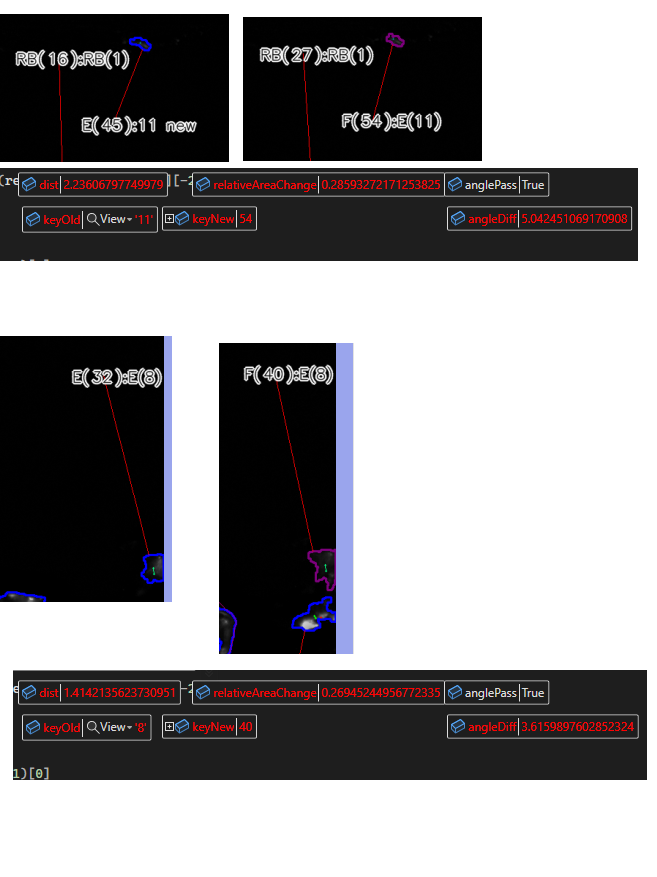 RB(16):RB(1)
E(45):11 new
RB(27):RB(1)
F(54):E(11)
(re dist 2.23606797749979 ][-2 relativeAreaChange 0.28593272171253825 anglePass True
keyOld View '11' keyNew 54 angleDiff 5.042451069170908
E(32):E(8)
F(40):E(8)
e dist 1.4142135623730951 -2 relativeAreaChange 0.26945244956772335 anglePass True
keyOld View '8' keyNew 40 angleDiff 3.6159897602852324
1)[0]